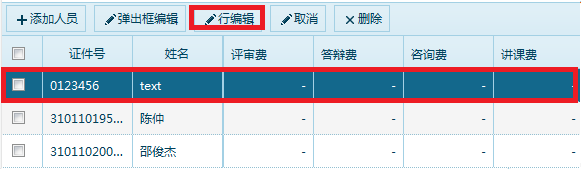 添加人员 弹出框编辑 行编辑 取消 删除
证件号 姓名 评审费 答辩费 咨询费 讲课费
0123456 text - - - -
310110195... 陈仲 - - - -
310110200... 邵俊杰 - - - -